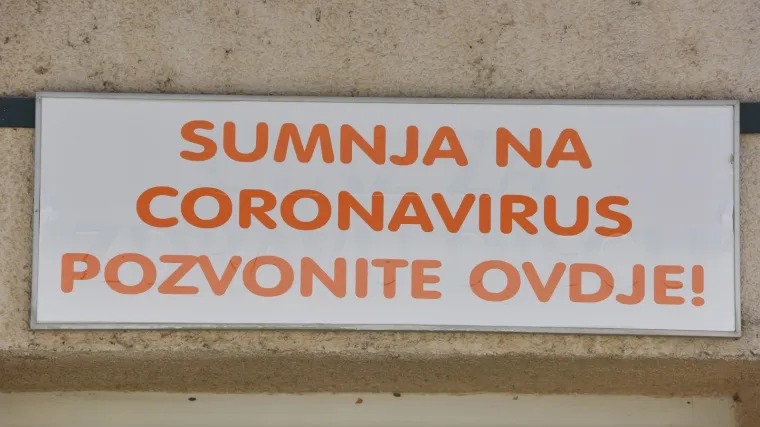 SUMNJA NA
CORONAVIRUS
POZVONITE OVDJE!